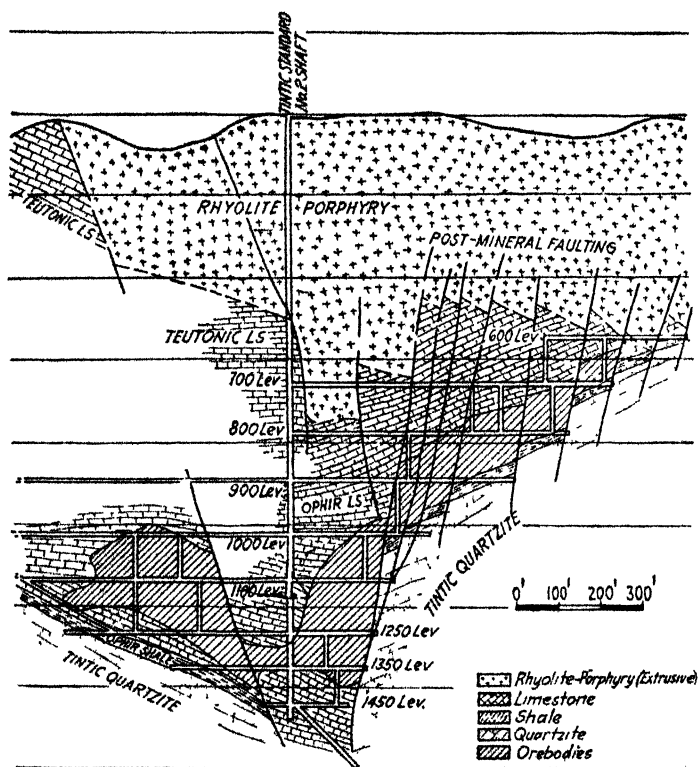 TINTIC STANDARD
No. 2 SHAFT
TEUTONIC LS
RHYOLITE PORPHYRY
POST-MINERAL FAULTING
TEUTONIC LS
600 Lev
700 Lev
800 Lev
900 Lev
OPHIR LS
1000 Lev
1100 Lev
TINTIC QUARTZITE
0' 100' 200' 300'
1250 Lev
OPHIR SHALE
1350 Lev
TINTIC QUARTZITE
1450 Lev.
Rhyolite-Porphyry (Extrusive)
Limestone
Shale
Quartzite
Orebodies